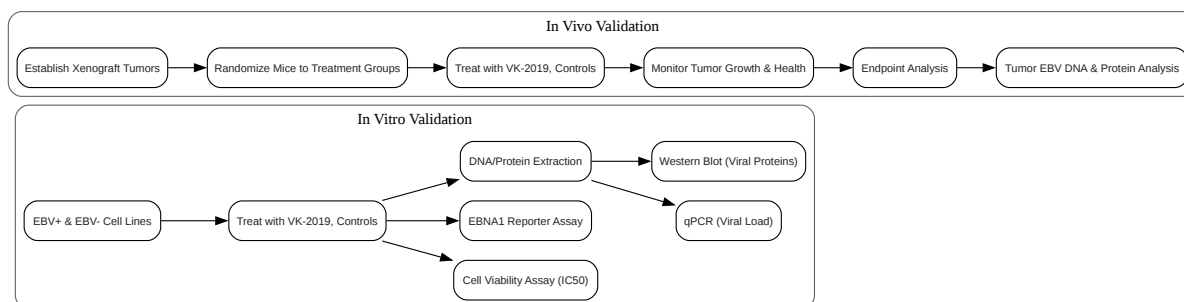 In Vivo Validation
Establish Xenograft Tumors
Randomize Mice to Treatment Groups
Treat with VK-2019, Controls
Monitor Tumor Growth & Health
Endpoint Analysis
Tumor EBV DNA & Protein Analysis
In Vitro Validation
EBV+ & EBV- Cell Lines
Treat with VK-2019, Controls
DNA/Protein Extraction
Western Blot (Viral Proteins)
EBNA1 Reporter Assay
qPCR (Viral Load)
Cell Viability Assay (IC50)